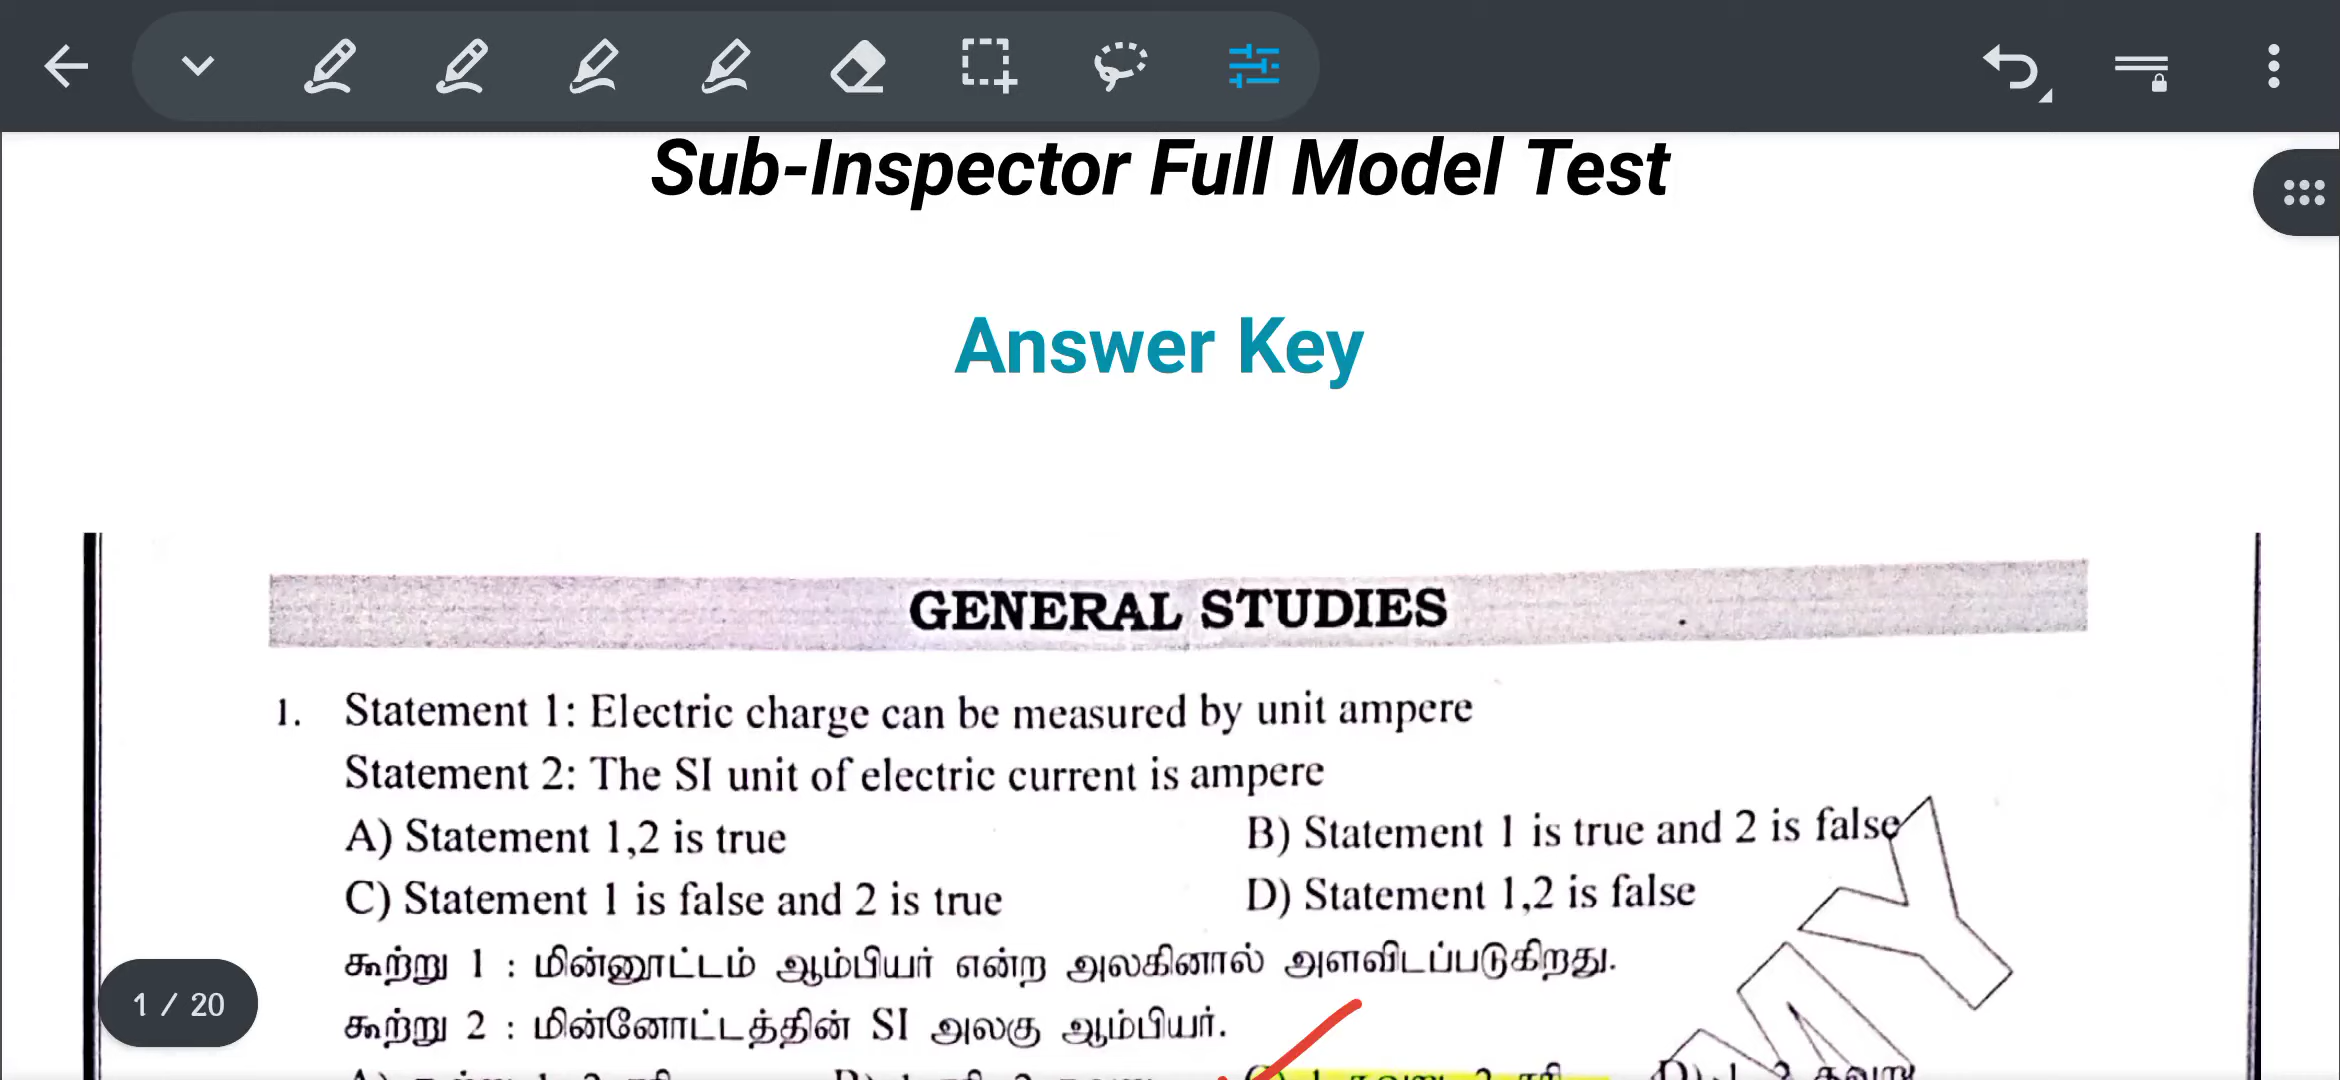 Sub-Inspector Full Model Test
Answer Key
GENERAL STUDIES
1. Statement 1: Electric charge can be measured by unit ampere
Statement 2: The SI unit of electric current is ampere
A) Statement 1,2 is true B) Statement 1 is true and 2 is false
C) Statement 1 is false and 2 is true D) Statement 1,2 is false
கூற்று 1 : மின்னூட்டம் ஆம்பியர் என்ற அலகினால் அளவிடப்படுகிறது.
கூற்று 2 : மின்னோட்டத்தின் SI அலகு ஆம்பியர்.
1 / 20
MY